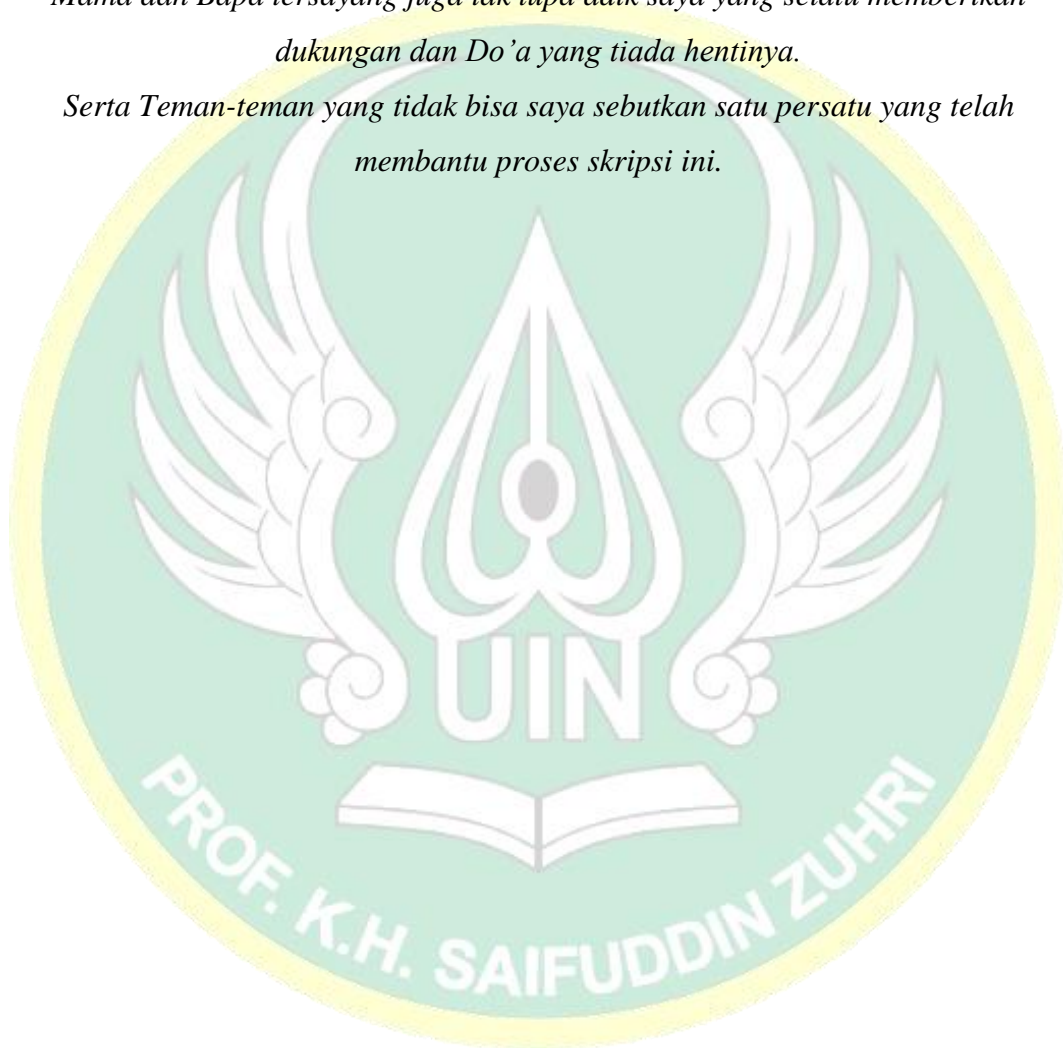 Mama dan Bapa tersayang juga tak lupa adik saya yang selalu memberikan
dukungan dan Do’a yang tiada hentinya.
Serta Teman-teman yang tidak bisa saya sebutkan satu persatu yang telah
membantu proses skripsi ini.
UIN
PROF. K.H. SAIFUDDIN ZUHRI